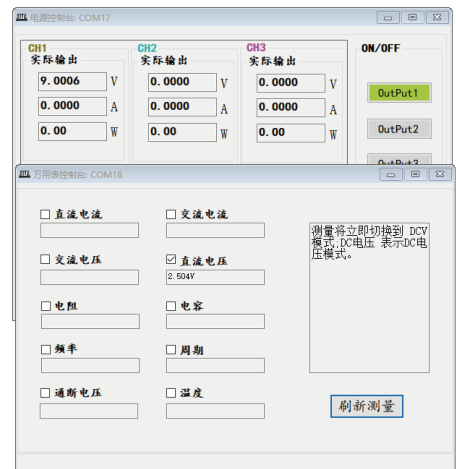 电源控制台: COM17
CH1 CH2 CH3 ON/OFF
实际输出 实际输出 实际输出
9.0006 V 0.0000 V 0.0000 V
OutPut1
0.0000 A 0.0000 A 0.0000 A
0.00 W 0.00 W 0.00 W
OutPut2
OutPut3
万用表控制台: COM18
直流电流 交流电流
测量将立即切换到 DCV
模式;DC电压 表示DC电
压模式。
交流电压 直流电压
2.504V
电阻 电容
频率 周期
通断电压 温度
刷新测量